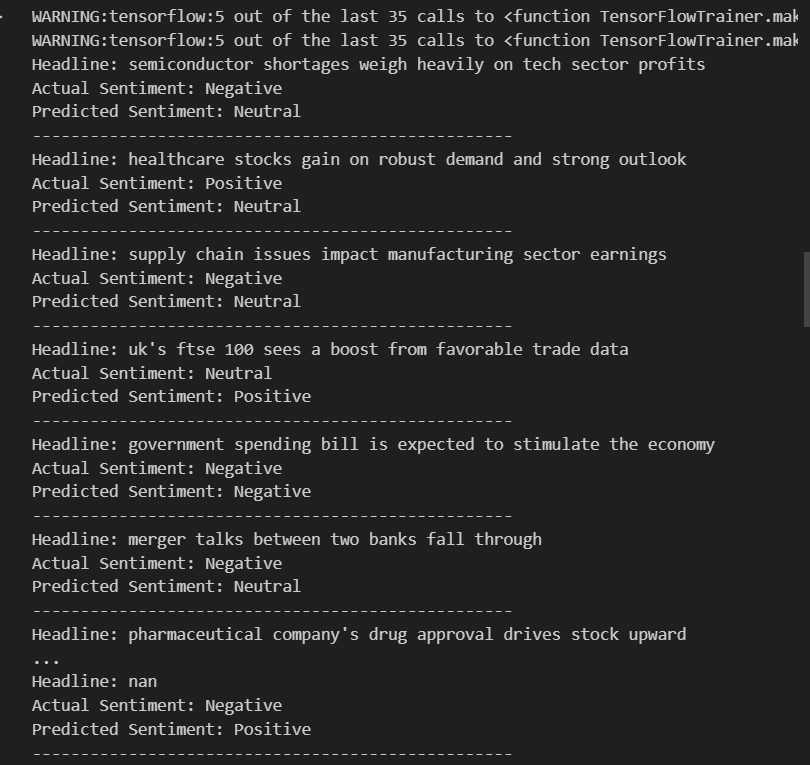 WARNING:tensorflow:5 out of the last 35 calls to <function TensorFlowTrainer.mak
WARNING:tensorflow:5 out of the last 35 calls to <function TensorFlowTrainer.mak
Headline: semiconductor shortages weigh heavily on tech sector profits
Actual Sentiment: Negative
Predicted Sentiment: Neutral
--------------------------------------------------
Headline: healthcare stocks gain on robust demand and strong outlook
Actual Sentiment: Positive
Predicted Sentiment: Neutral
--------------------------------------------------
Headline: supply chain issues impact manufacturing sector earnings
Actual Sentiment: Negative
Predicted Sentiment: Neutral
--------------------------------------------------
Headline: uk's ftse 100 sees a boost from favorable trade data
Actual Sentiment: Neutral
Predicted Sentiment: Positive
--------------------------------------------------
Headline: government spending bill is expected to stimulate the economy
Actual Sentiment: Negative
Predicted Sentiment: Negative
--------------------------------------------------
Headline: merger talks between two banks fall through
Actual Sentiment: Negative
Predicted Sentiment: Neutral
--------------------------------------------------
Headline: pharmaceutical company's drug approval drives stock upward
...
Headline: nan
Actual Sentiment: Negative
Predicted Sentiment: Positive
--------------------------------------------------